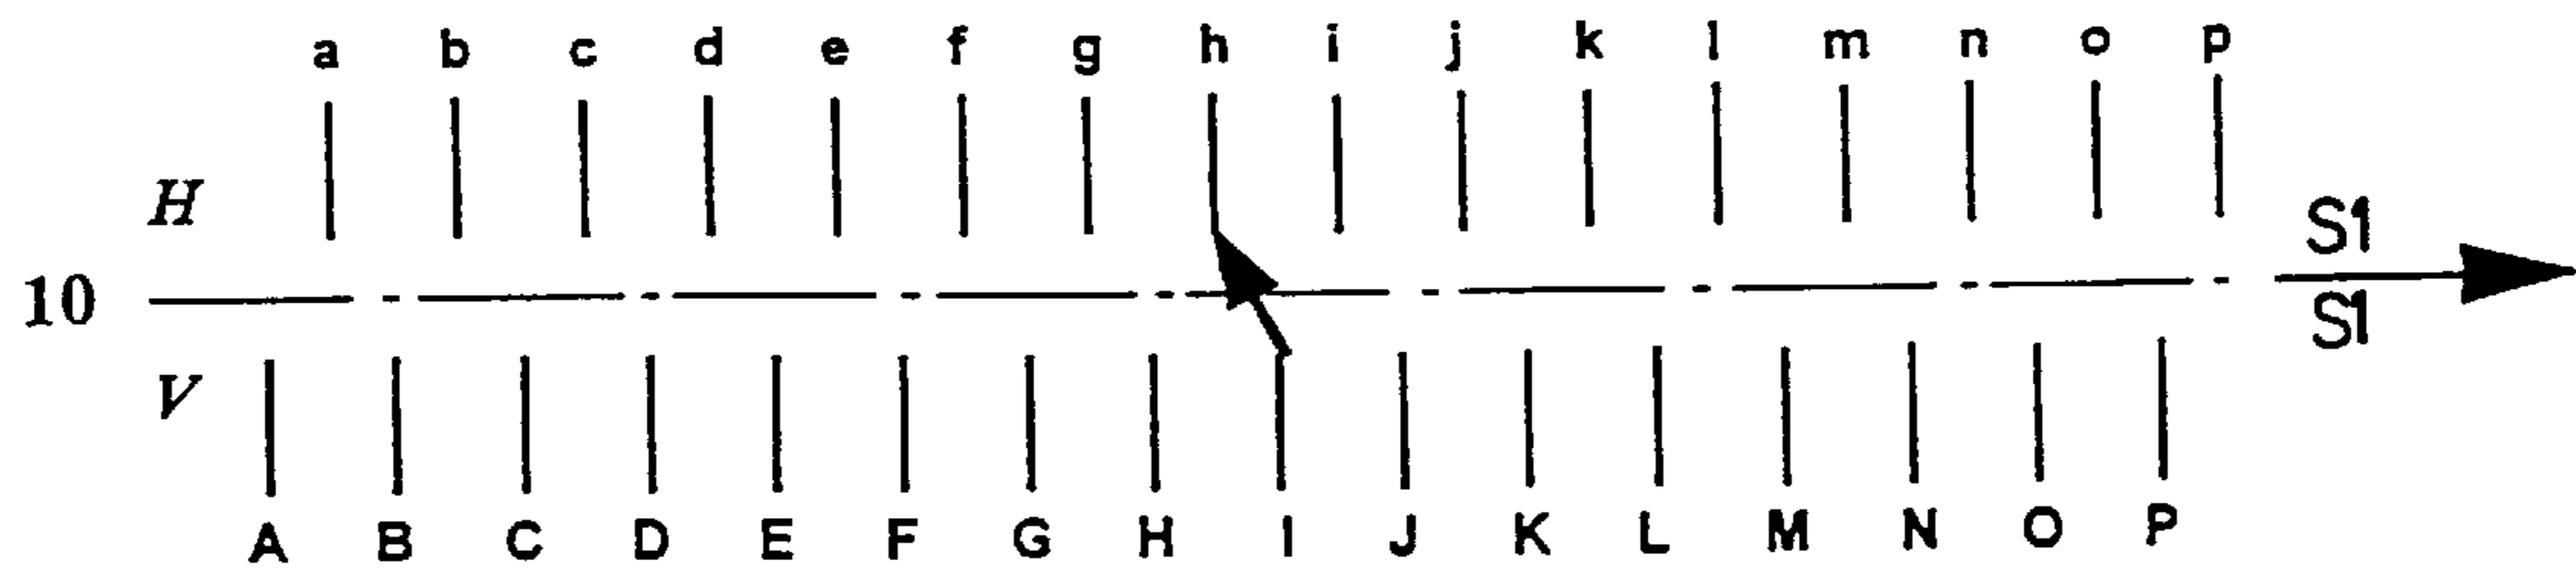 a b c d e f g h i j k l m n o p
H
S1
10
S1
V
A B C D E F G H I J K L M N O P